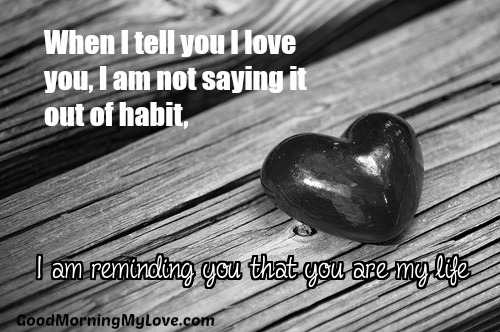 When I tell you I love
you, I am not saying it
out of habit,
I am reminding you that you are my life
GoodMorningMyLove.com